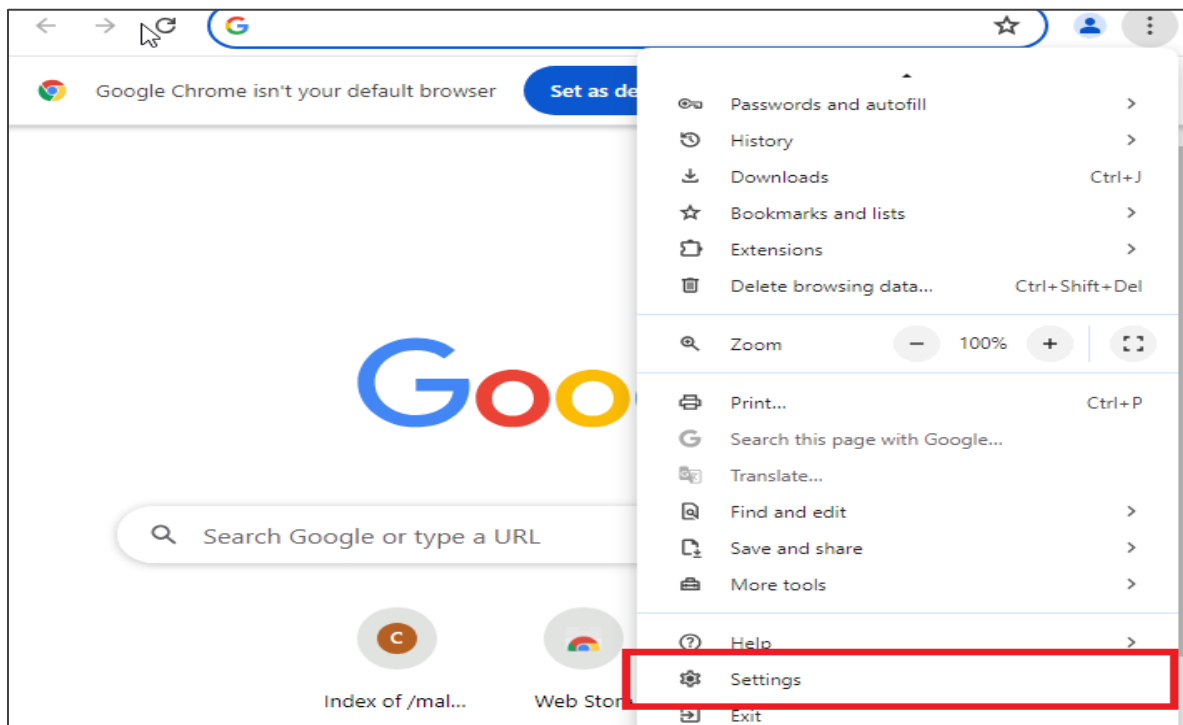 Google Chrome isn't your default browser
Set as de
Passwords and autofill
History
Downloads Ctrl+J
Bookmarks and lists
Extensions
Delete browsing data... Ctrl+Shift+Del
Zoom − 100% +
Print... Ctrl+P
Search this page with Google...
Translate...
Find and edit
Save and share
More tools
Help
Settings
Exit
Goo
Search Google or type a URL
C
Index of /mal...
Web Stor